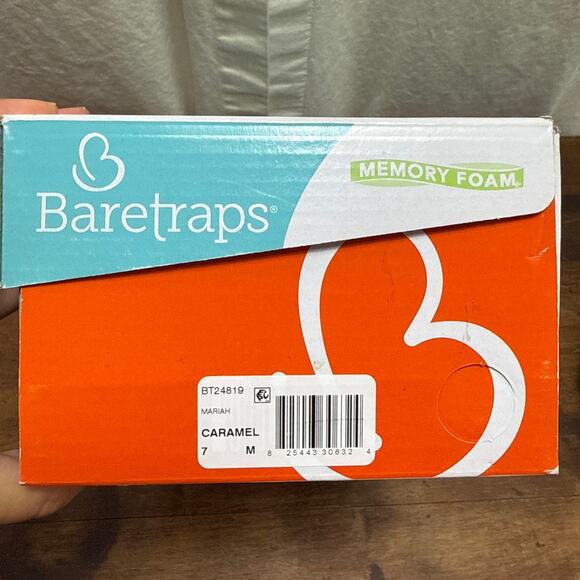 Baretraps®
MEMORY FOAM
BT24819
MARIAH
CARAMEL
7 M
8 25443 30632 4